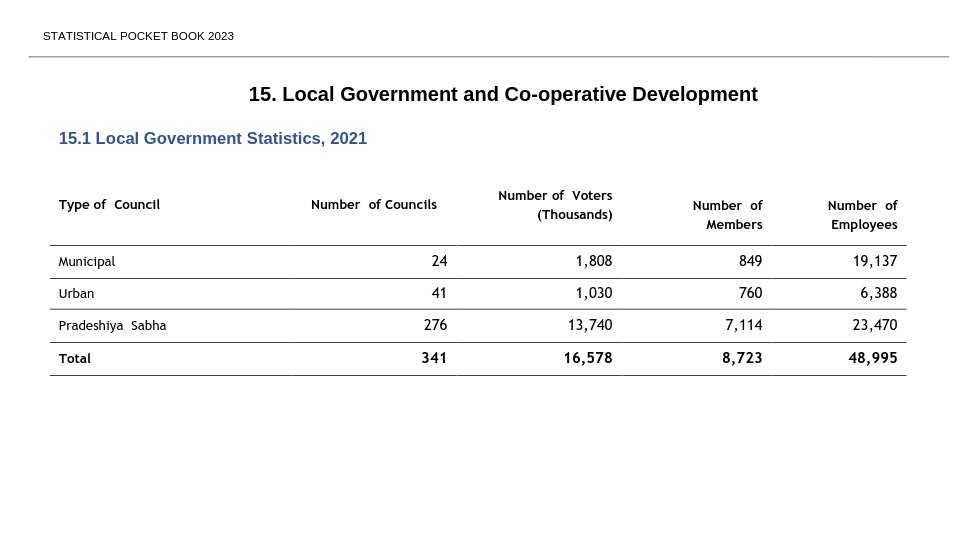 STATISTICAL POCKET BOOK 2023
15. Local Government and Co-operative Development
15.1 Local Government Statistics, 2021
Type of Council Number of Councils Number of Voters (Thousands) Number of Members Number of Employees
Municipal 24 1,808 849 19,137
Urban 41 1,030 760 6,388
Pradeshiya Sabha 276 13,740 7,114 23,470
Total 341 16,578 8,723 48,995